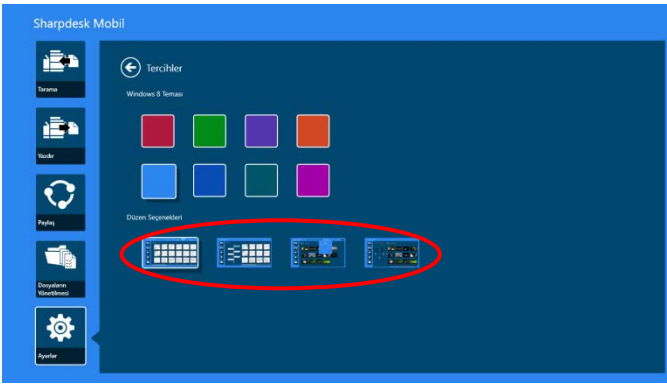 Sharpdesk Mobil
Tarama
Yazdır
Paylaş
Dosyaların
Yönetilmesi
Ayarlar
Tercihler
Windows 8 Teması
Düzen Seçenekleri